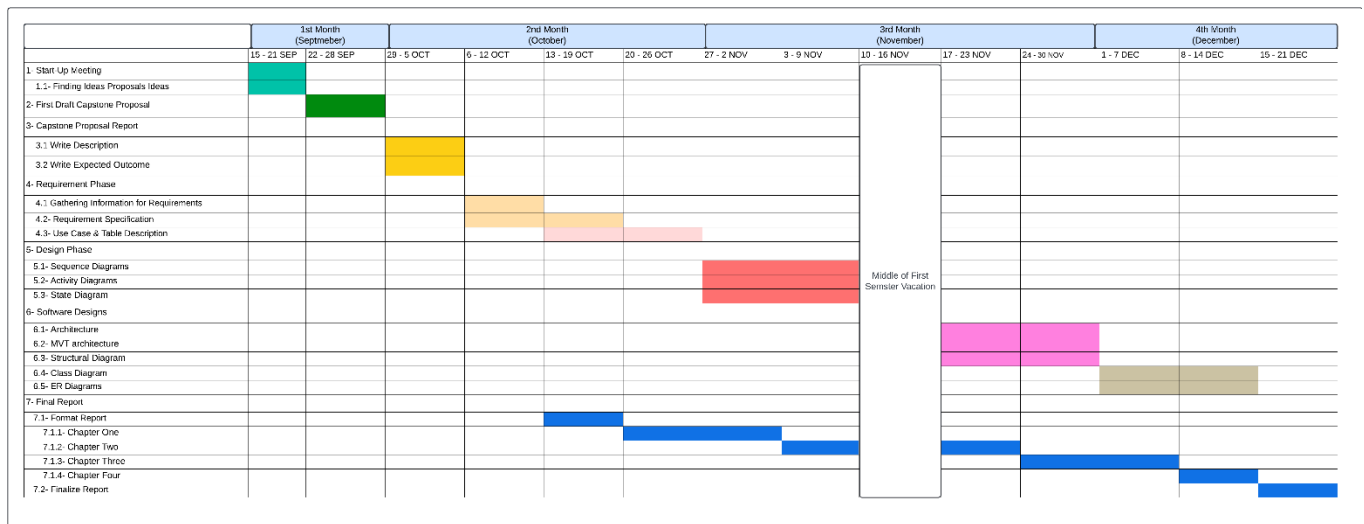 1st Month
(Septmeber)
2nd Month
(October)
3rd Month
(November)
4th Month
(December)
15 - 21 SEP
22 - 28 SEP
29 - 5 OCT
6 - 12 OCT
13 - 19 OCT
20 - 26 OCT
27 - 2 NOV
3 - 9 NOV
10 - 16 NOV
17 - 23 NOV
24 - 30 NOV
1 - 7 DEC
8 - 14 DEC
15 - 21 DEC
1 Start-Up Meeting
1.1- Finding Ideas Proposals Ideas
2- First Draft Capstone Proposal
3- Capstone Proposal Report
3.1 Write Description
3.2 Write Expected Outcome
4- Requirement Phase
4.1 Gathering Information for Requirements
4.2- Requirement Specification
4.3- Use Case & Table Description
5- Design Phase
5.1- Sequence Diagrams
5.2- Activity Diagrams
5.3- State Diagram
Middle of First
Semster Vacation
6- Software Designs
6.1- Architecture
6.2- MVT architecture
6.3- Structural Diagram
6.4- Class Diagram
6.5- ER Diagrams
7- Final Report
7.1- Format Report
7.1.1- Chapter One
7.1.2- Chapter Two
7.1.3- Chapter Three
7.1.4- Chapter Four
7.2- Finalize Report